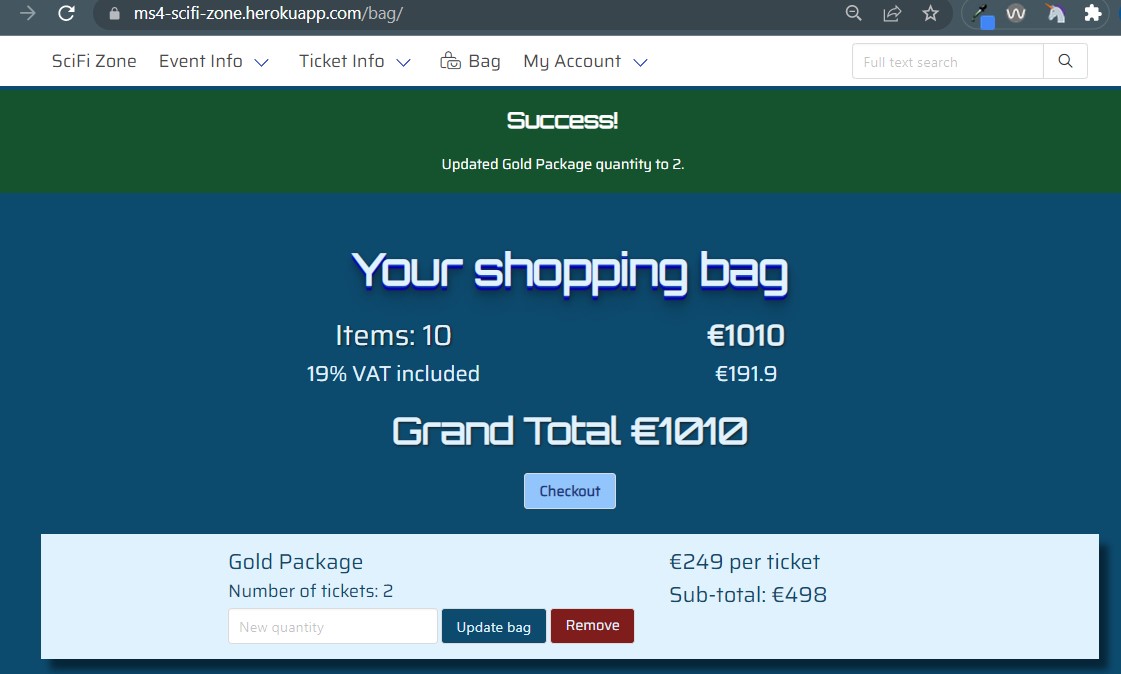 ms4-scifi-zone.herokuapp.com/bag/
SciFi Zone Event Info Ticket Info Bag My Account Full text search
Success!
Updated Gold Package quantity to 2.
Your shopping bag
Items: 10 €1010
19% VAT included €191.9
Grand Total €1010
Checkout
Gold Package €249 per ticket
Number of tickets: 2 Sub-total: €498
New quantity Update bag Remove